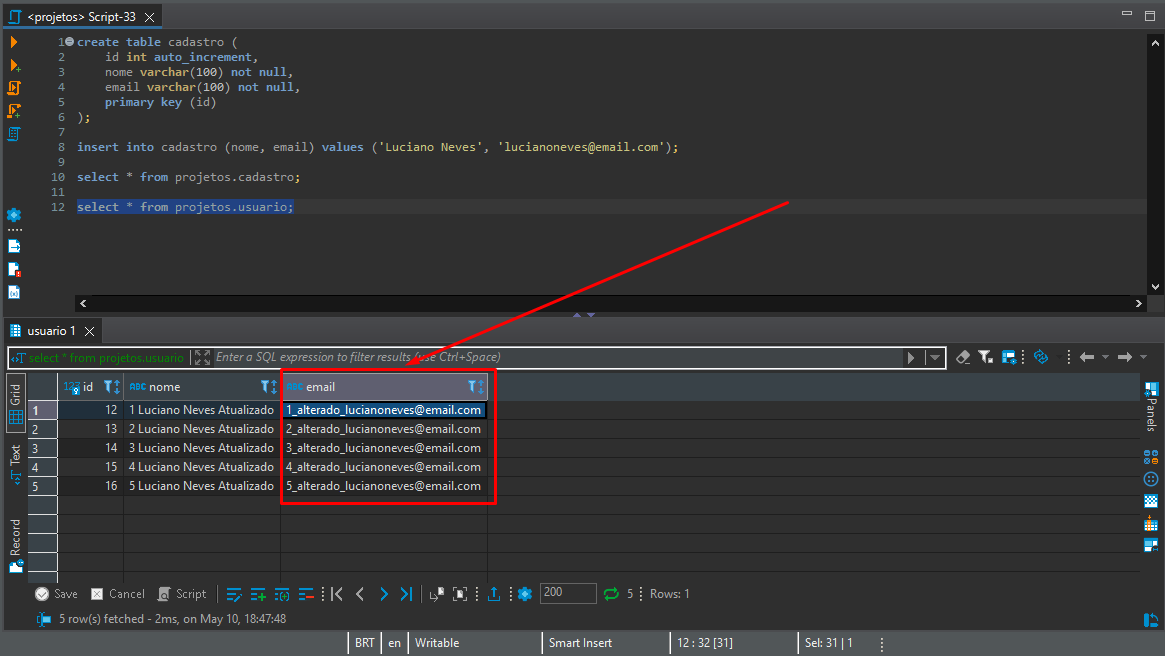 <projetos> Script-33
1 create table cadastro (
2 id int auto_increment,
3 nome varchar(100) not null,
4 email varchar(100) not null,
5 primary key (id)
6 );
7
8 insert into cadastro (nome, email) values ('Luciano Neves', 'lucianoneves@email.com');
9
10 select * from projetos.cadastro;
11
12 select * from projetos.usuario;
usuario 1
select * from projetos.usuario Enter a SQL expression to filter results (use Ctrl+Space)
Grid
Text
Record
123 id ABC nome ABC email
1 12 1 Luciano Neves Atualizado 1_alterado_lucianoneves@email.com
2 13 2 Luciano Neves Atualizado 2_alterado_lucianoneves@email.com
3 14 3 Luciano Neves Atualizado 3_alterado_lucianoneves@email.com
4 15 4 Luciano Neves Atualizado 4_alterado_lucianoneves@email.com
5 16 5 Luciano Neves Atualizado 5_alterado_lucianoneves@email.com
Panels
Save Cancel Script 200 5 Rows: 1
5 row(s) fetched - 2ms, on May 10, 18:47:48
BRT en Writable Smart Insert 12 : 32 [31] Sel: 31 | 1